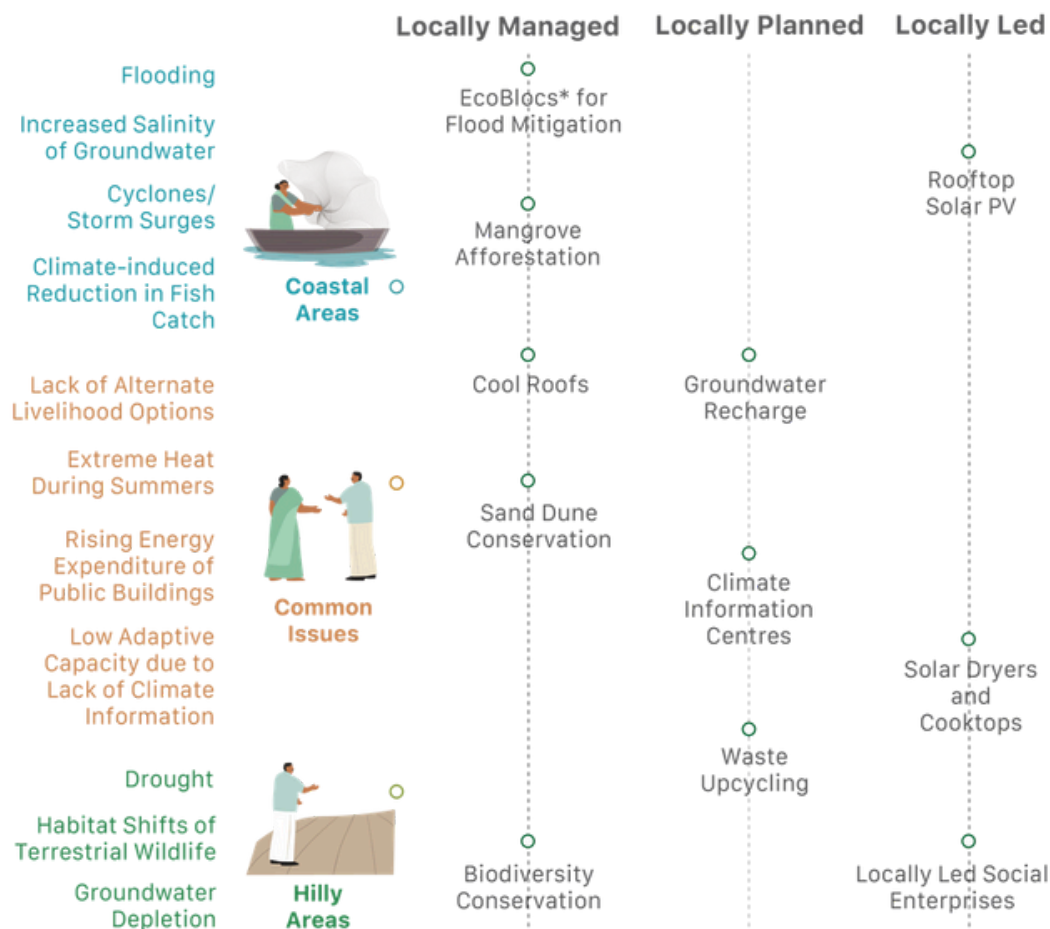 Locally Managed
Locally Planned
Locally Led
Flooding
Increased Salinity
of Groundwater
Cyclones/
Storm Surges
Climate-induced
Reduction in Fish
Catch
Coastal
Areas
Lack of Alternate
Livelihood Options
Extreme Heat
During Summers
Rising Energy
Expenditure of
Public Buildings
Low Adaptive
Capacity due to
Lack of Climate
Information
Common
Issues
Drought
Habitat Shifts of
Terrestrial Wildlife
Groundwater
Depletion
Hilly
Areas
EcoBlocs* for
Flood Mitigation
Mangrove
Afforestation
Cool Roofs
Sand Dune
Conservation
Biodiversity
Conservation
Groundwater
Recharge
Climate
Information
Centres
Waste
Upcycling
Rooftop
Solar PV
Solar Dryers
and
Cooktops
Locally Led Social
Enterprises